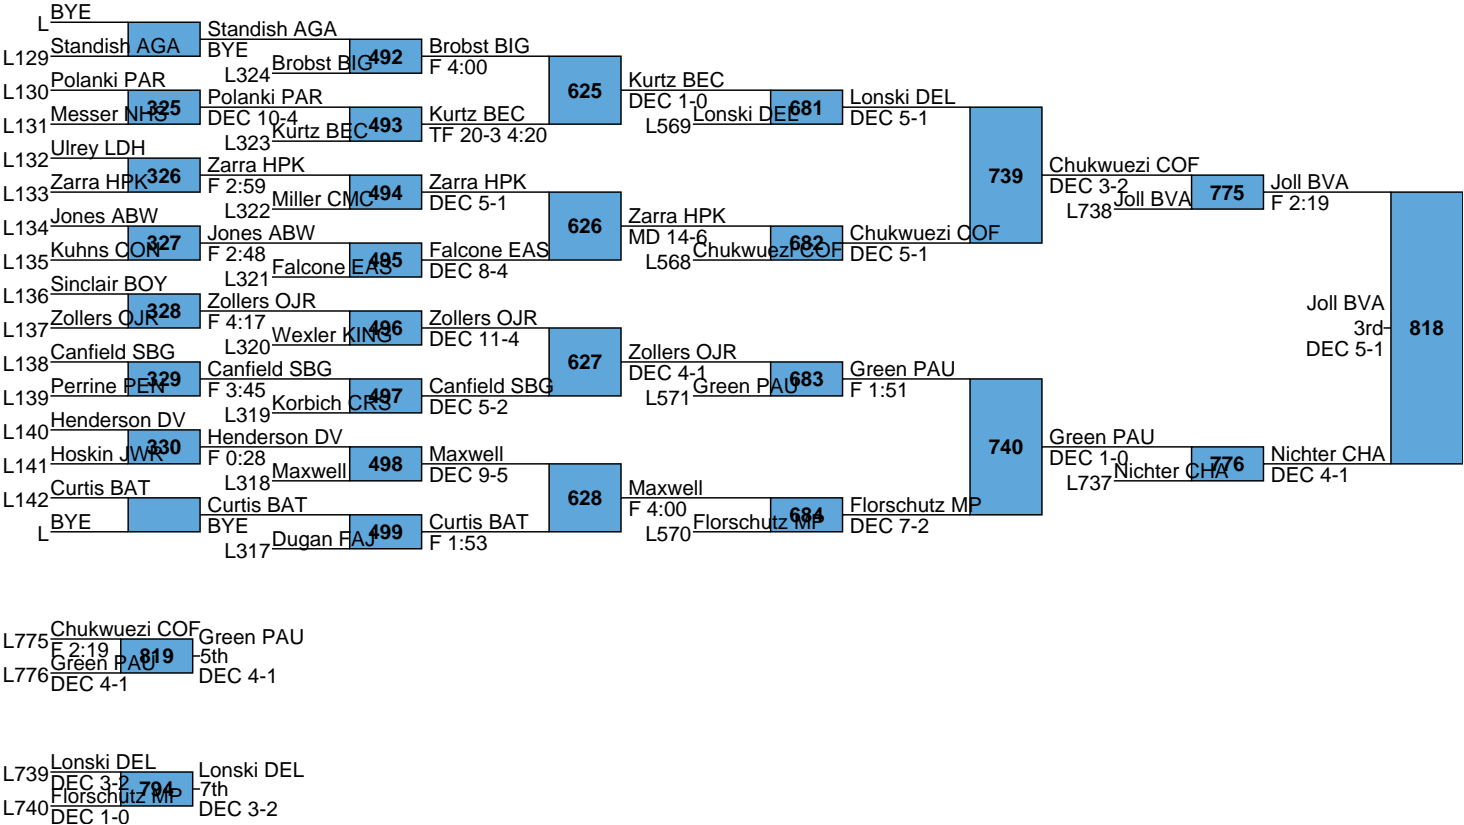 BYE
L
Standish AGA
L129
Standish AGA
BYE
Polanki PAR
L130
325
Messer NHS
L131
Polanki PAR
DEC 10-4
Ulrey LDH
L132
326
Zarra HPK
L133
Zarra HPK
F 2:59
Jones ABW
L134
327
Kuhns CON
L135
Jones ABW
F 2:48
Sinclair BOY
L136
328
Zollers OJR
L137
Zollers OJR
F 4:17
Canfield SBG
L138
329
Perrine PEN
L139
Canfield SBG
F 3:45
Henderson DV
L140
330
Hoskin JWR
L141
Henderson DV
F 0:28
Curtis BAT
L142
BYE
L
Curtis BAT
BYE
L324
Brobst BIG
492
Brobst BIG
F 4:00
L323
Kurtz BEC
493
Kurtz BEC
TF 20-3 4:20
L322
Miller CMC
494
Zarra HPK
DEC 5-1
L321
Falcone EAS
495
Falcone EAS
DEC 8-4
L320
Wexler KING
496
Zollers OJR
DEC 11-4
L319
Korbich CRS
497
Canfield SBG
DEC 5-2
L318
Maxwell
498
Maxwell
DEC 9-5
L317
Dugan FAJ
499
Curtis BAT
F 1:53
625
Kurtz BEC
DEC 1-0
626
Zarra HPK
MD 14-6
627
Zollers OJR
DEC 4-1
628
Maxwell
F 4:00
L569
Lonski DEL
681
Lonski DEL
DEC 5-1
L568
Chukwuezi COF
682
Chukwuezi COF
DEC 5-1
L571
Green PAU
683
Green PAU
F 1:51
L570
Florschutz MP
684
Florschutz MP
DEC 7-2
739
Chukwuezi COF
DEC 3-2
740
Green PAU
DEC 1-0
L738
Joll BVA
775
Joll BVA
F 2:19
L737
Nichter CHA
776
Nichter CHA
DEC 4-1
818
Joll BVA
3rd
DEC 5-1
Chukwuezi COF
L775
F 2:19
819
Green PAU
L776
DEC 4-1
Green PAU
5th
DEC 4-1
Lonski DEL
L739
DEC 3-2
794
Florschutz MP
L740
DEC 1-0
Lonski DEL
7th
DEC 3-2